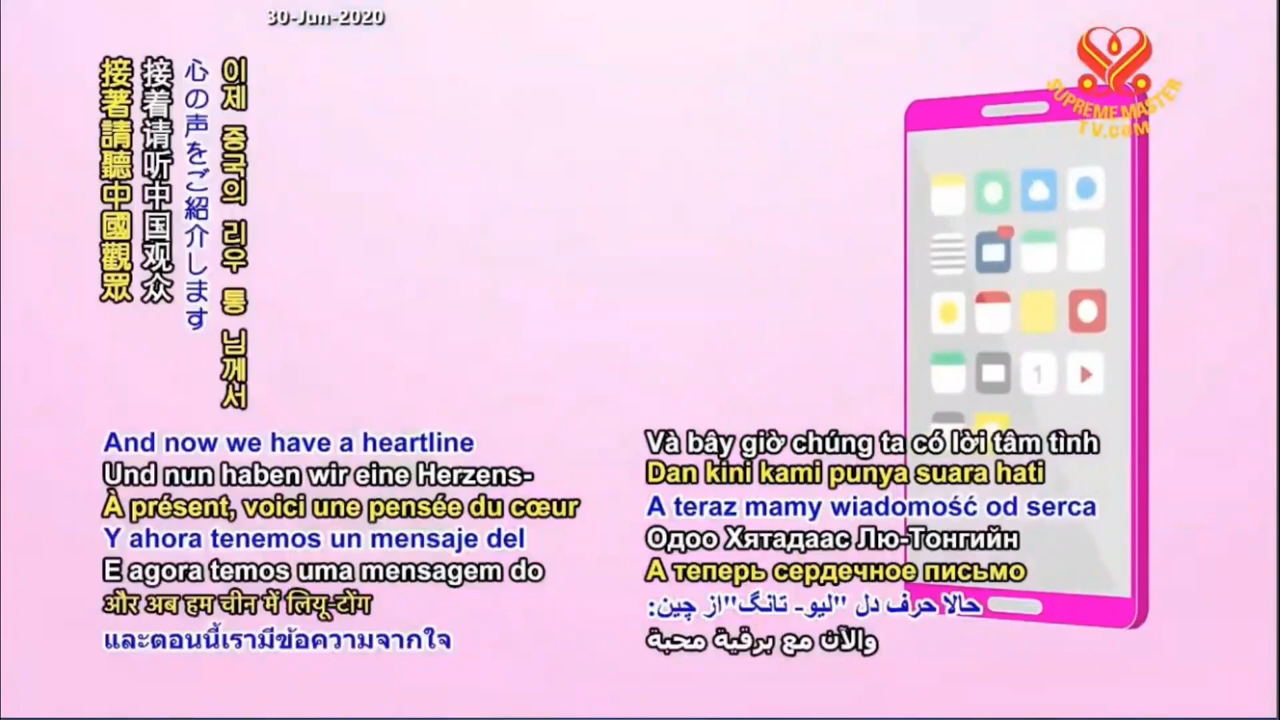 30-Jun-2020
SUPREME MASTER
TV.COM
이제 중국의 리우 통 님께서
心の声をご紹介します
接着请听中国观众
接著請聽中國觀眾
And now we have a heartline
Und nun haben wir eine Herzens-
À présent, voici une pensée du cœur
Y ahora tenemos un mensaje del
E agora temos uma mensagem do
और अब हम चीन में लियू-टोंग
และตอนนี้เรามีข้อความจากใจ
Và bây giờ chúng ta có lời tâm tình
Dan kini kami punya suara hati
A teraz mamy wiadomość od serca
Одоо Хятадаас Лю-Тонгийн
А теперь сердечное письмо
حالا حرف دل "لیو- تانگ"از چین:
والآن مع برقية محبة
1